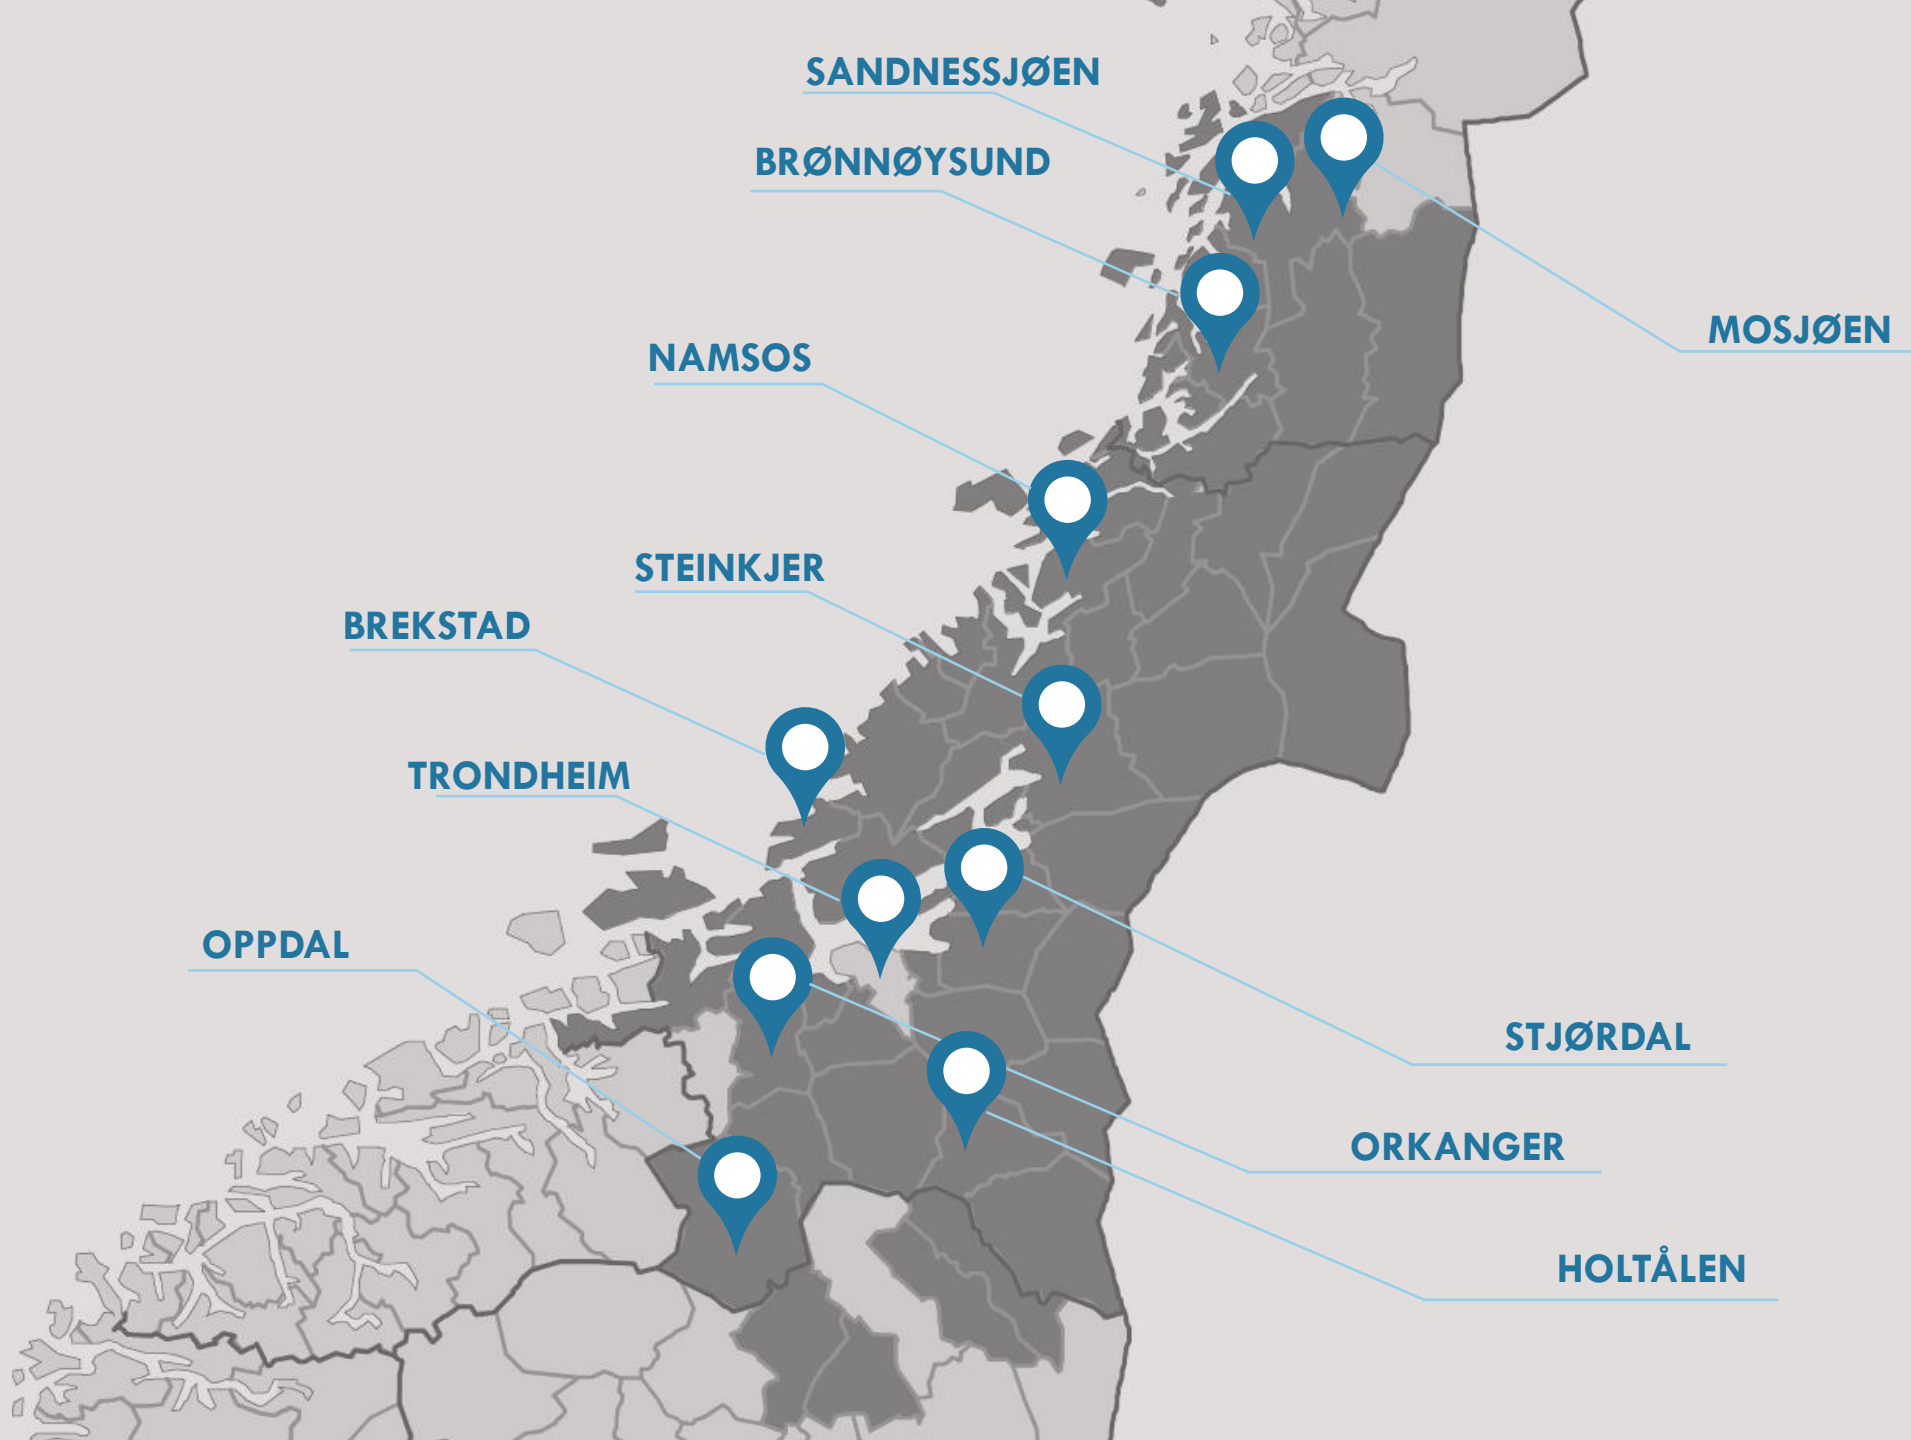 SANDNESSJØEN
BRØNNØYSUND
MOSJØEN
NAMSOS
STEINKJER
BREKSTAD
TRONDHEIM
OPPDAL
STJØRDAL
ORKANGER
HOLTÅLEN